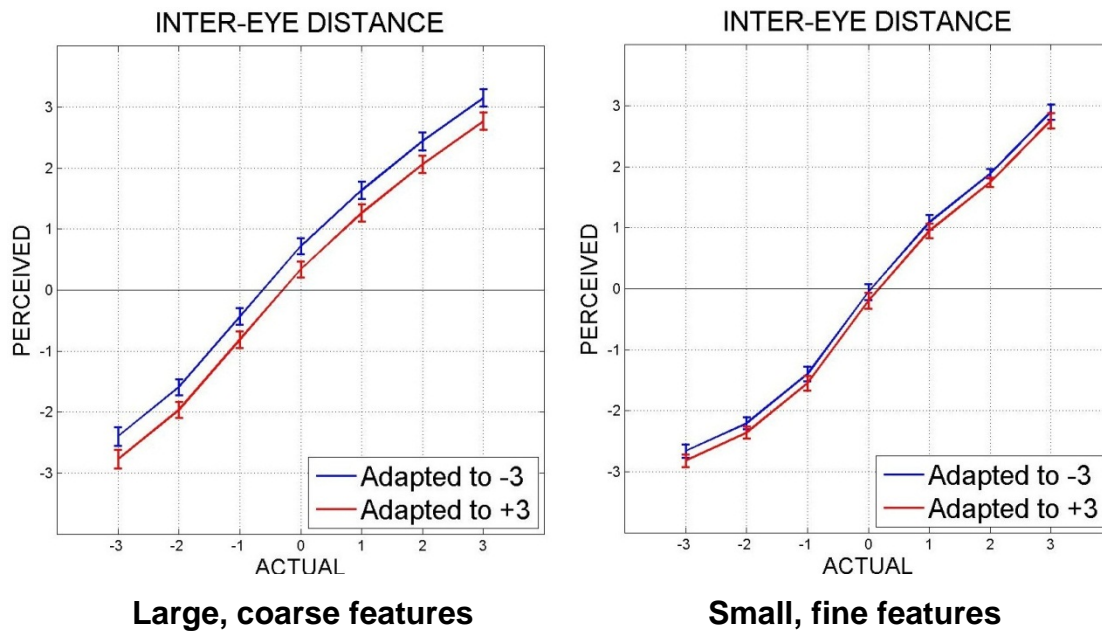 INTER-EYE DISTANCE
PERCEIVED
3
2
1
0
-1
-2
-3
Adapted to -3
Adapted to +3
-3 -2 -1 0 1 2 3
ACTUAL
Large, coarse features
INTER-EYE DISTANCE
PERCEIVED
3
2
1
0
-1
-2
-3
Adapted to -3
Adapted to +3
-3 -2 -1 0 1 2 3
ACTUAL
Small, fine features